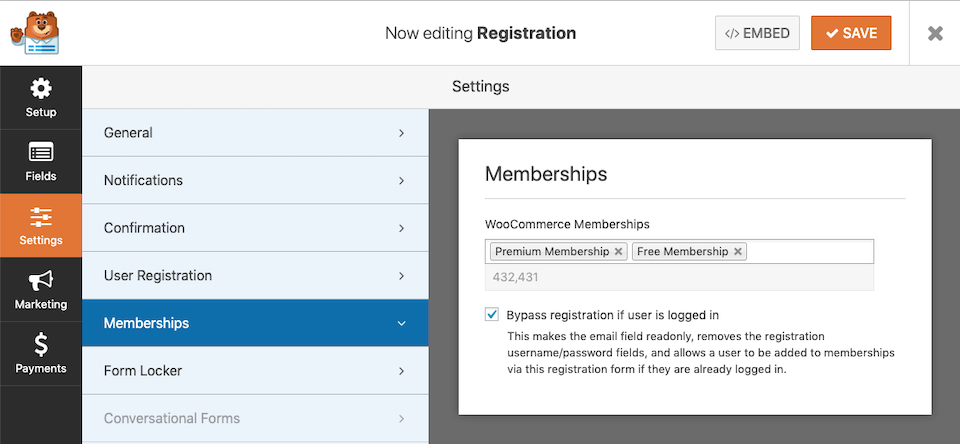 Now editing Registration
</> EMBED
SAVE
Settings
Setup
Fields
Settings
Marketing
Payments
General
Notifications
Confirmation
User Registration
Memberships
Form Locker
Conversational Forms
Memberships
WooCommerce Memberships
Premium Membership × Free Membership ×
432,431
Bypass registration if user is logged in
This makes the email field readonly, removes the registration
username/password fields, and allows a user to be added to memberships
via this registration form if they are already logged in.